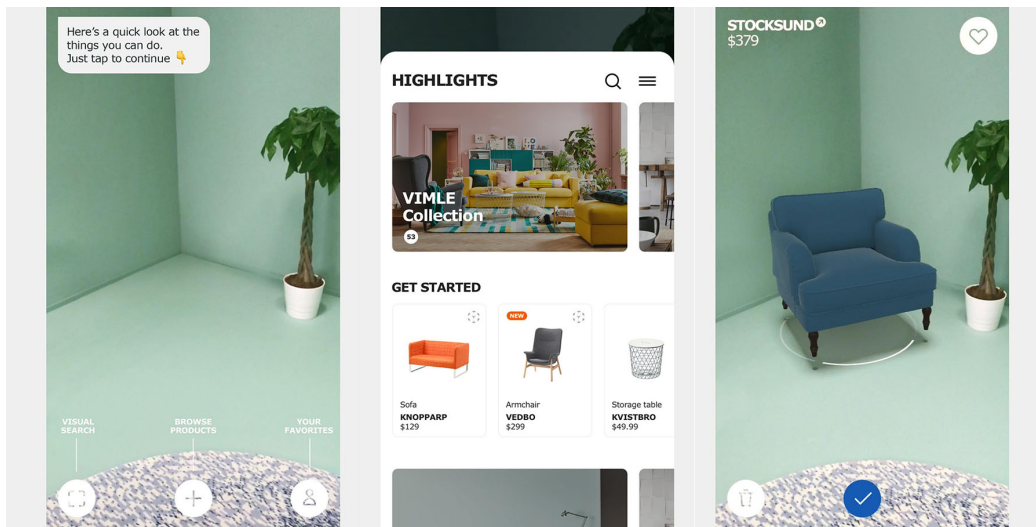 Here's a quick look at the
things you can do.
Just tap to continue 👇
VISUAL
SEARCH
BROWSE
PRODUCTS
YOUR
FAVORITES
HIGHLIGHTS
VIMLE
Collection
53
GET STARTED
Sofa
KNOPPARP
$129
NEW
Armchair
VEDBO
$299
Storage table
KVISTBRO
$49.99
STOCKSUND
$379